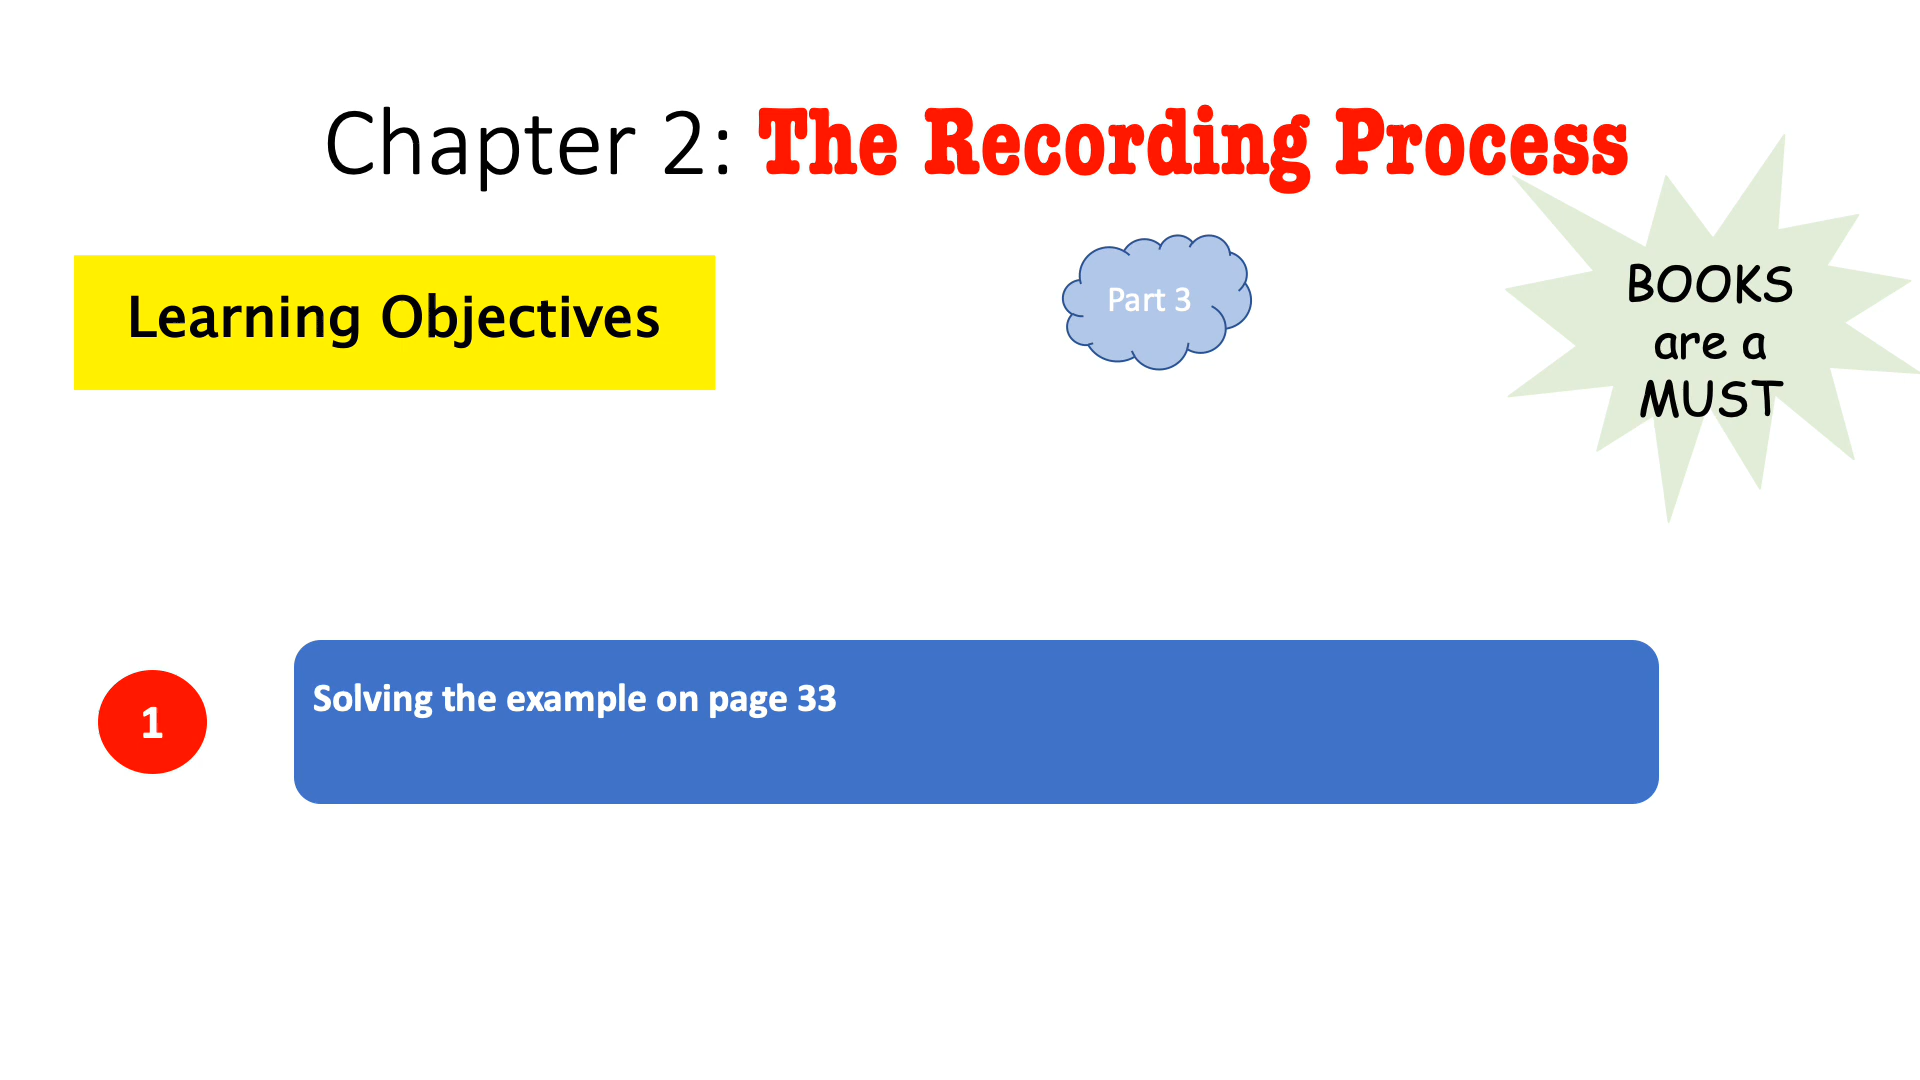 Chapter 2: The Recording Process
Learning Objectives
Part 3
BOOKS
are a
MUST
1
Solving the example on page 33